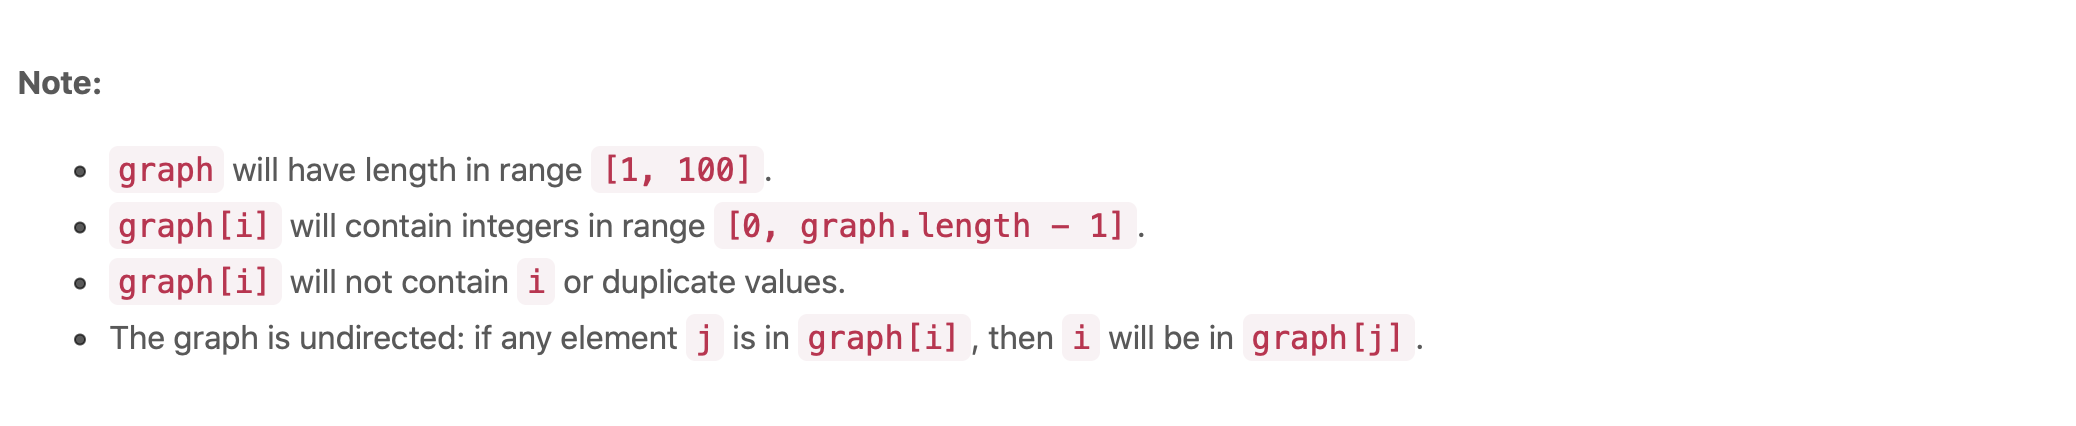 Note:
• graph will have length in range [1, 100].
• graph[i] will contain integers in range [0, graph.length - 1].
• graph[i] will not contain i or duplicate values.
• The graph is undirected: if any element j is in graph[i], then i will be in graph[j].